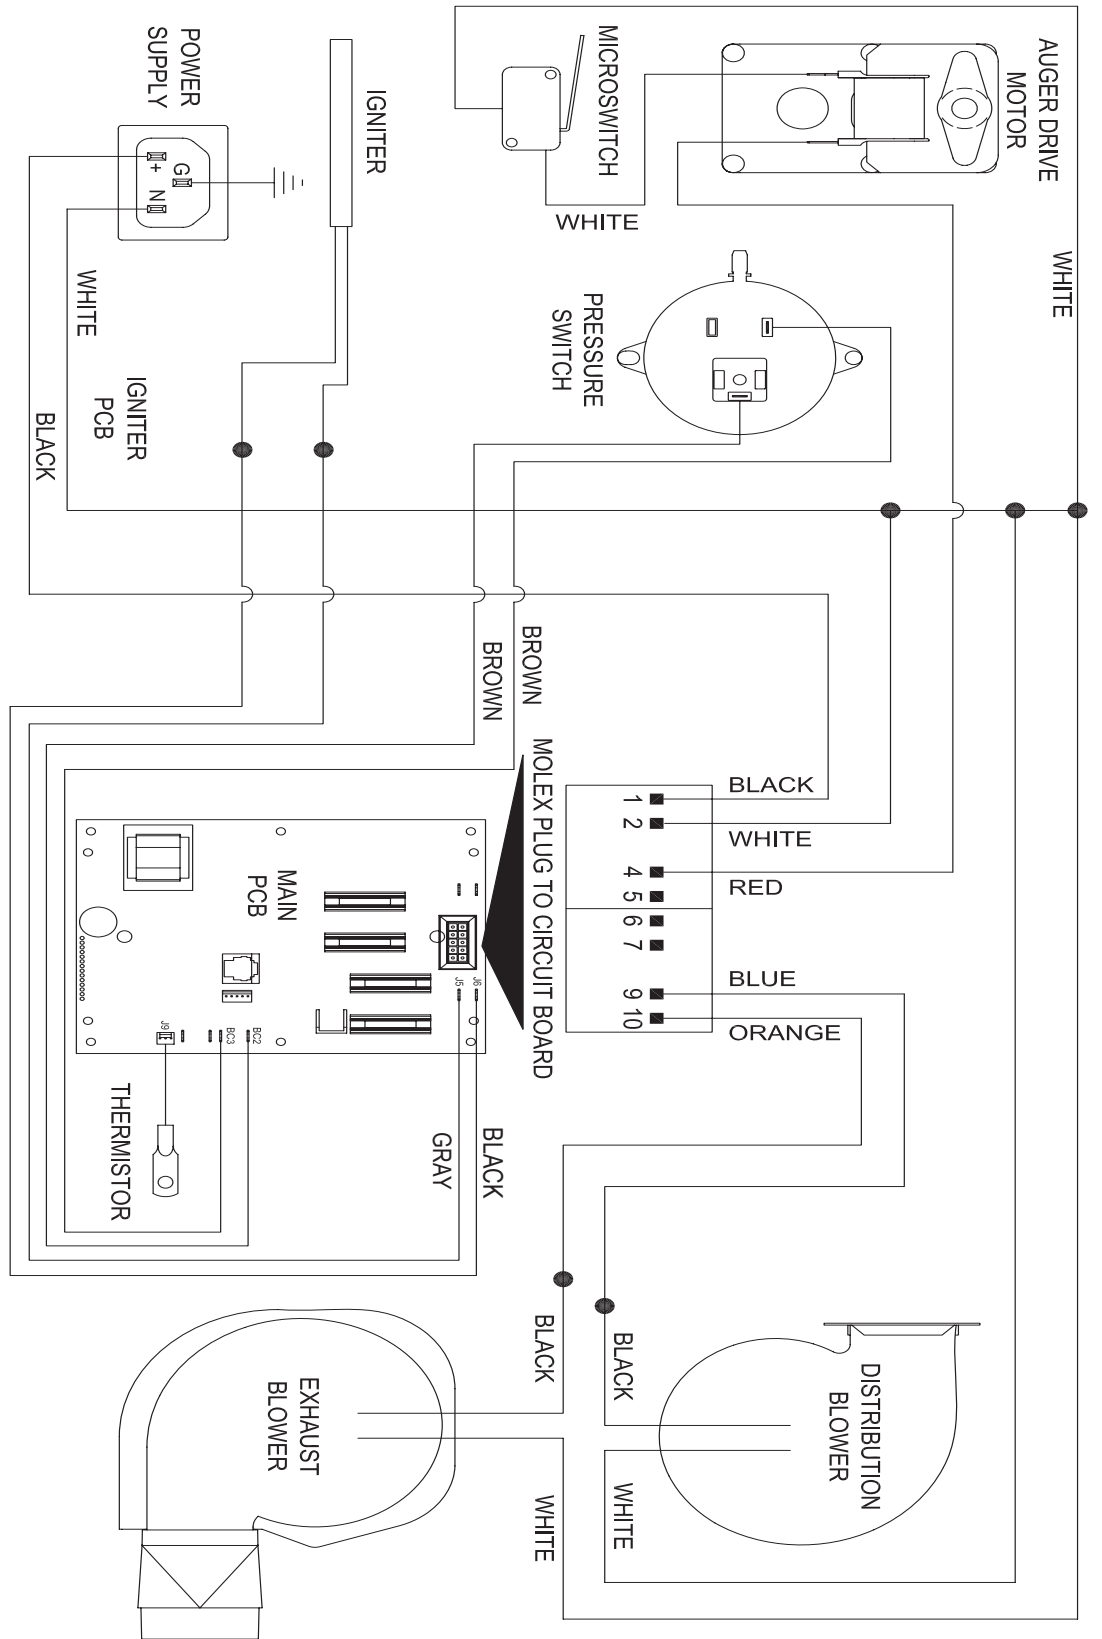 AUGER DRIVE
MOTOR
MICROSWITCH
IGNITER
POWER
SUPPLY
+
G
N
WHITE
WHITE
WHITE
PRESSURE
SWITCH
IGNITER
PCB
BLACK
BROWN
BROWN
MOLEX PLUG TO CIRCUIT BOARD
1
2
4
5
6
7
9
10
BLACK
WHITE
RED
BLUE
ORANGE
MAIN
PCB
J6
J5
BC2
BC3
J9
THERMISTOR
BLACK
GRAY
BLACK
BLACK
DISTRIBUTION
BLOWER
EXHAUST
BLOWER
WHITE
WHITE